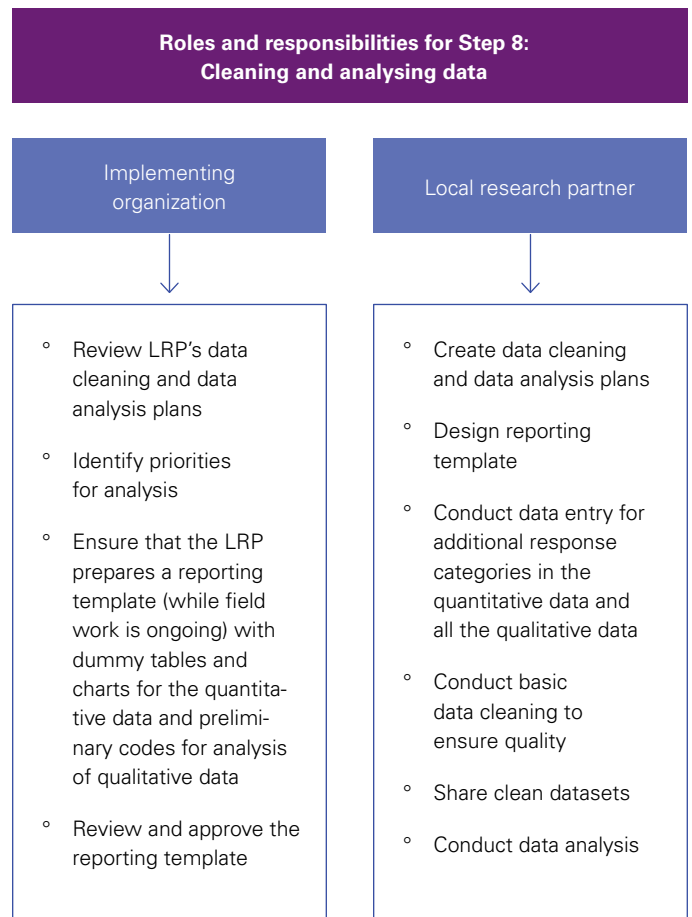 Roles and responsibilities for Step 8:
Cleaning and analysing data
Implementing
organization
° Review LRP's data
cleaning and data
analysis plans
° Identify priorities
for analysis
° Ensure that the LRP
prepares a reporting
template (while field
work is ongoing) with
dummy tables and
charts for the quantita-
tive data and prelimi-
nary codes for analysis
of qualitative data
° Review and approve the
reporting template
Local research partner
° Create data cleaning
and data analysis plans
° Design reporting
template
° Conduct data entry for
additional response
categories in the
quantitative data and
all the qualitative data
° Conduct basic
data cleaning to
ensure quality
° Share clean datasets
° Conduct data analysis